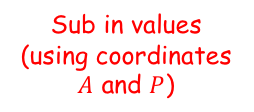 Sub in values
(using coordinates
A and P)